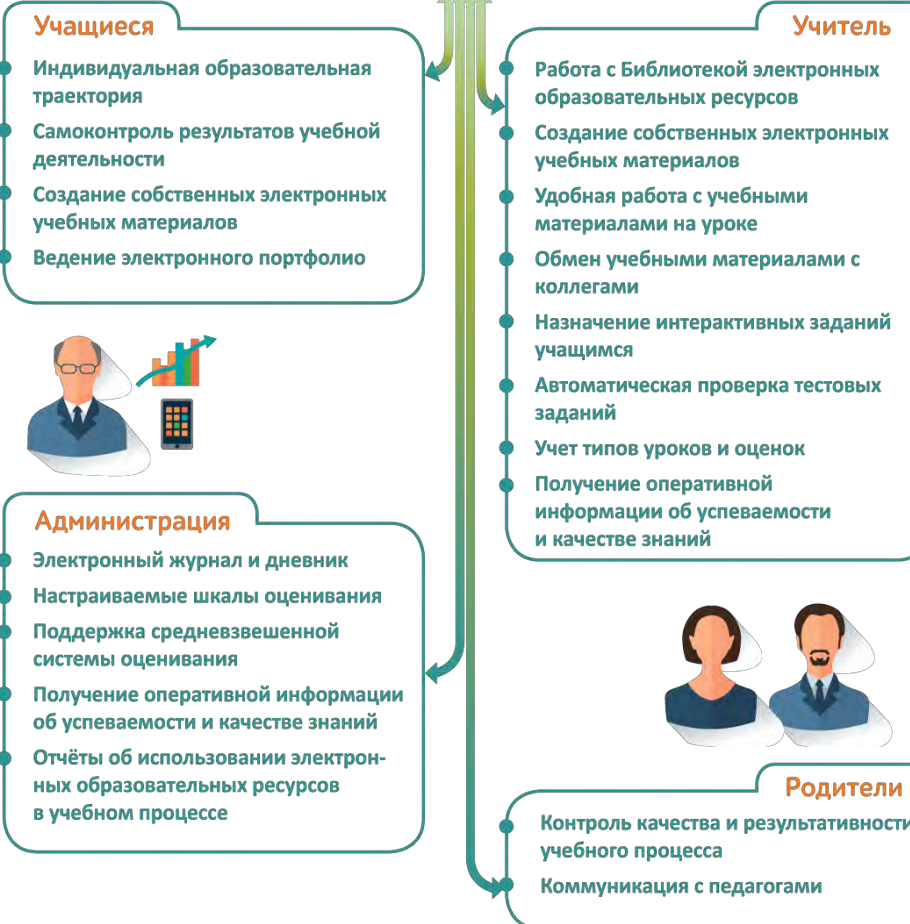 Учащиеся
Индивидуальная образовательная
траектория
Самоконтроль результатов учебной
деятельности
Создание собственных электронных
учебных материалов
Ведение электронного портфолио
Администрация
Электронный журнал и дневник
Настраиваемые шкалы оценивания
Поддержка средневзвешенной
системы оценивания
Получение оперативной информации
об успеваемости и качестве знаний
Отчёты об использовании электрон-
ных образовательных ресурсов
в учебном процессе
Учитель
Работа с Библиотекой электронных
образовательных ресурсов
Создание собственных электронных
учебных материалов
Удобная работа с учебными
материалами на уроке
Обмен учебными материалами с
коллегами
Назначение интерактивных заданий
учащимся
Автоматическая проверка тестовых
заданий
Учет типов уроков и оценок
Получение оперативной
информации об успеваемости
и качестве знаний
Родители
Контроль качества и результативности
учебного процесса
Коммуникация с педагогами